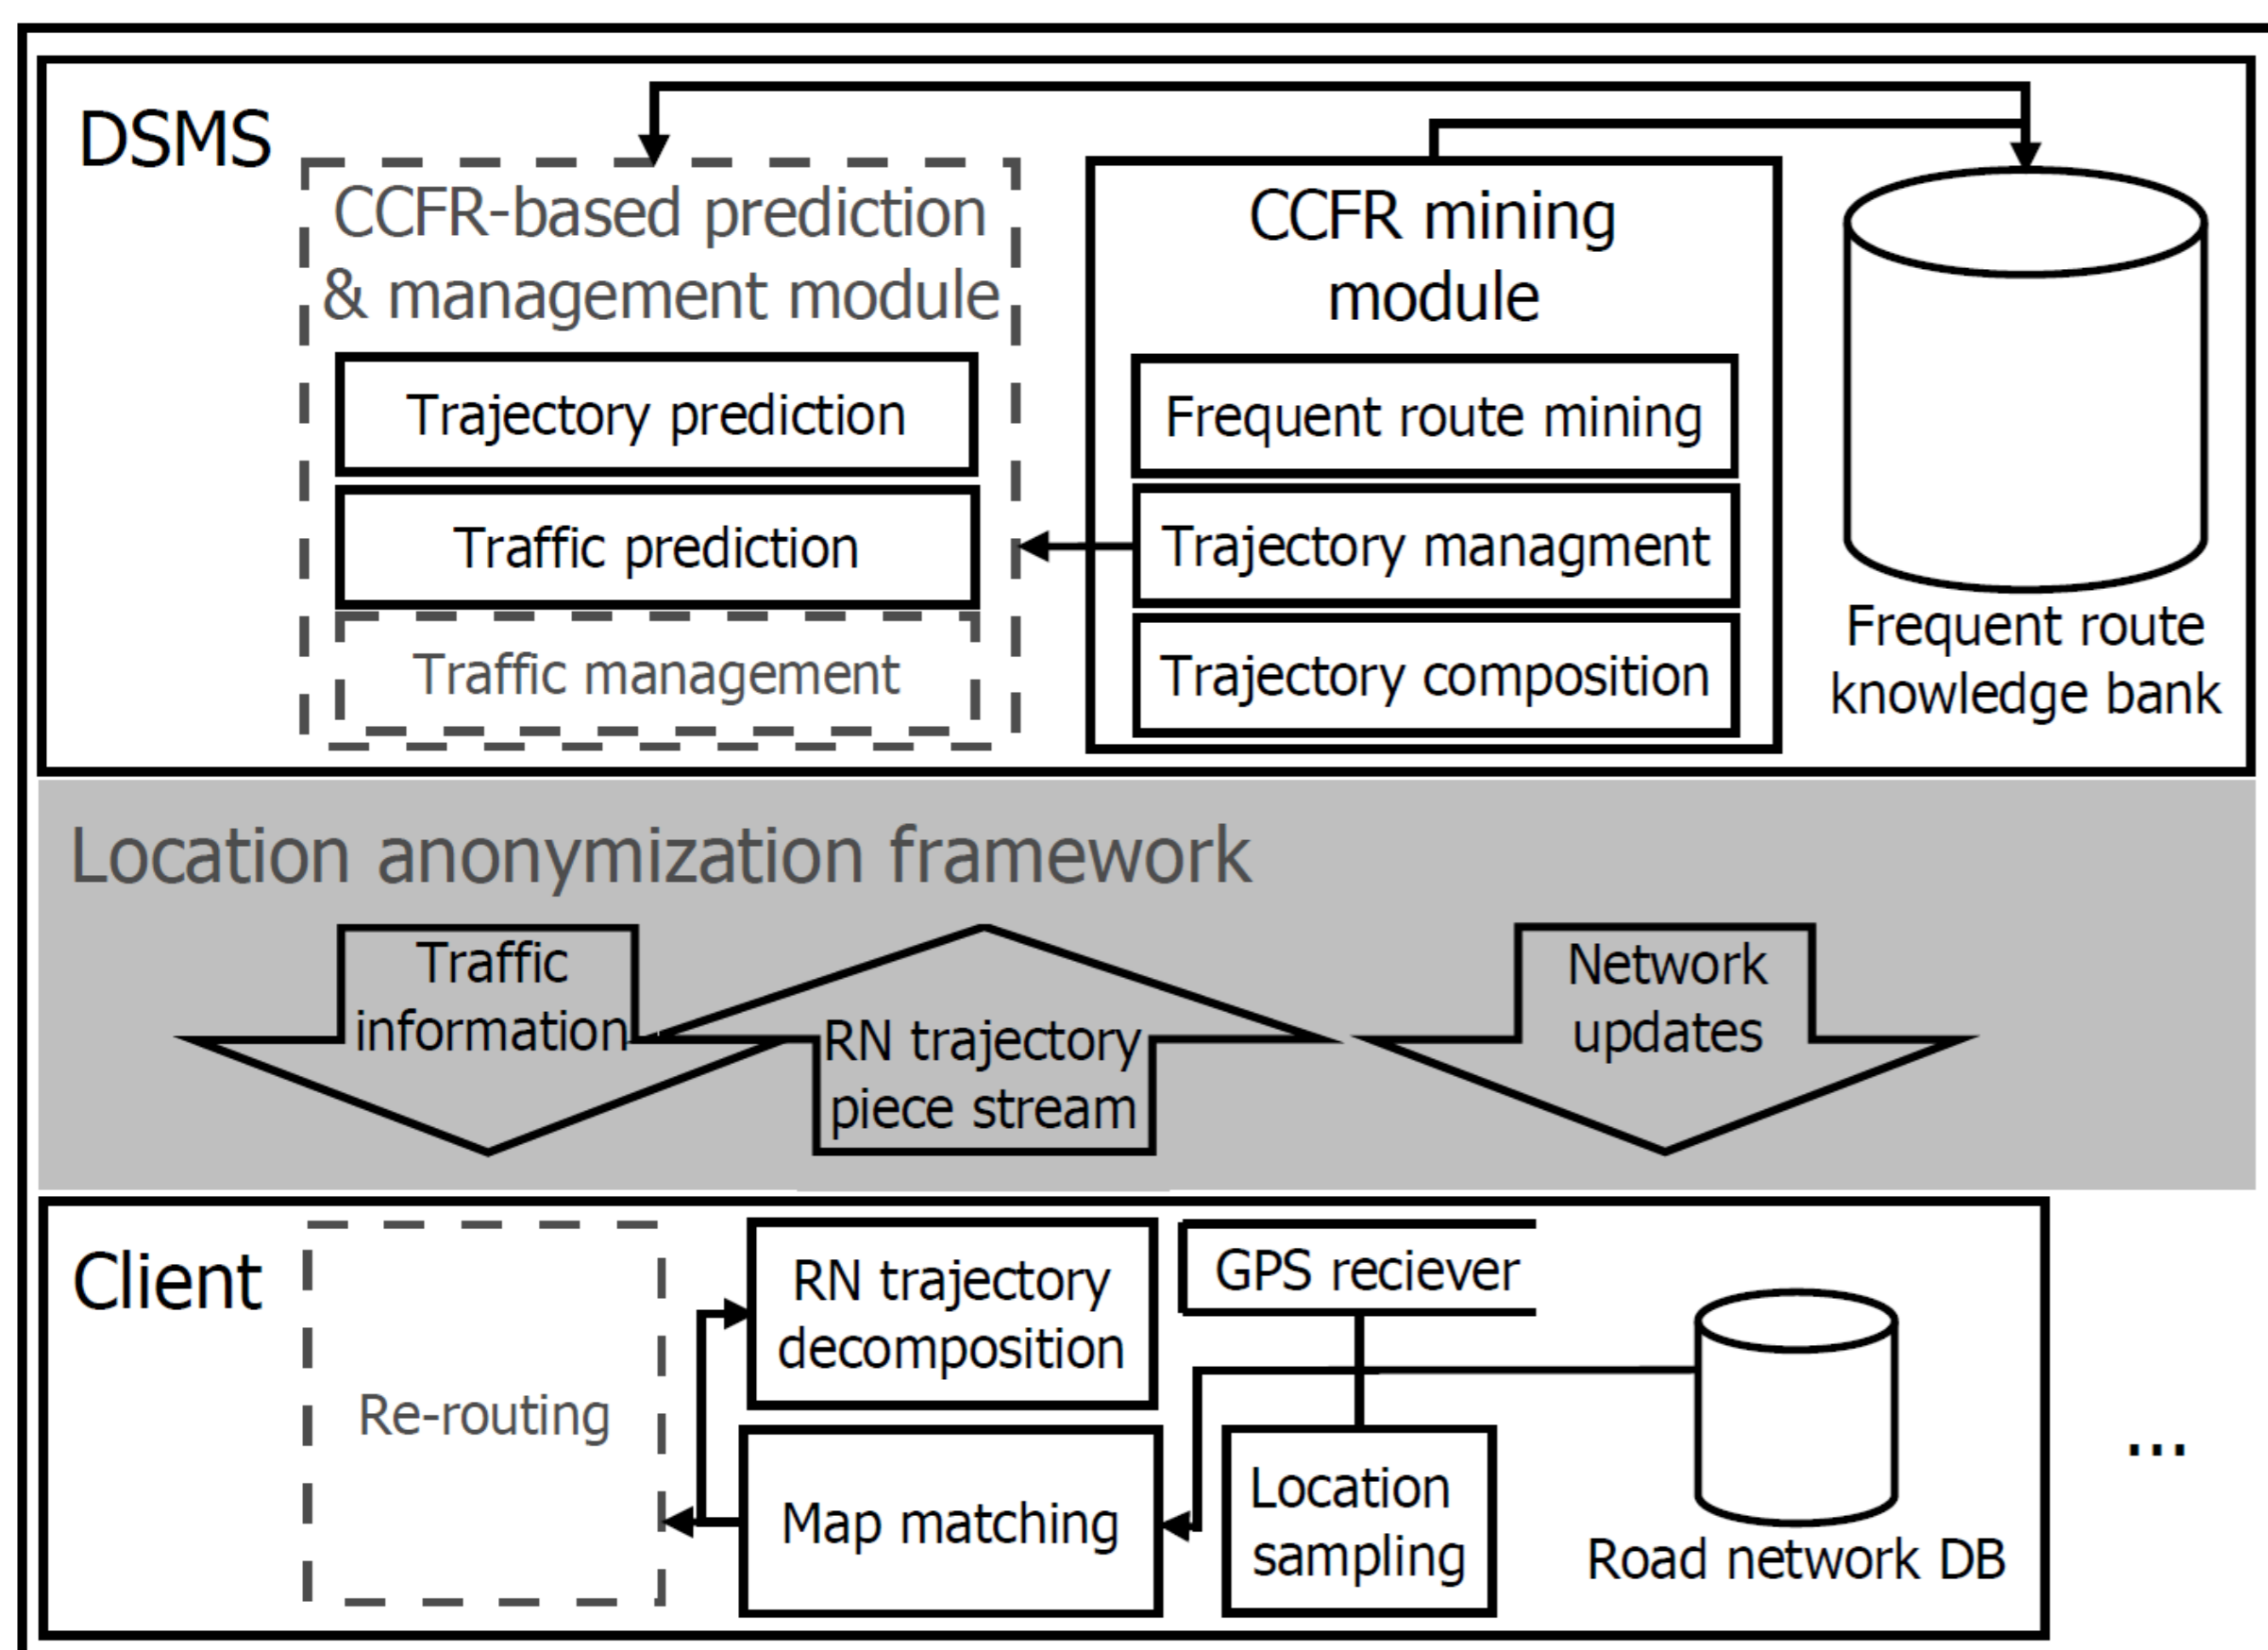 DSMS
CCFR-based prediction
& management module
Trajectory prediction
Traffic prediction
Traffic management
CCFR mining
module
Frequent route mining
Trajectory managment
Trajectory composition
Frequent route
knowledge bank
Location anonymization framework
Traffic
information
RN trajectory
piece stream
Network
updates
Client
Re-routing
RN trajectory
decomposition
Map matching
GPS reciever
Location
sampling
Road network DB
...